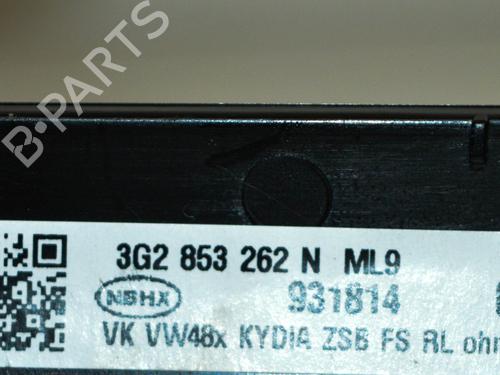 B-PARTS
3G2 853 262 N ML9
NSHX 931814
VK VW48x KYDIA ZSB FS RL ohn